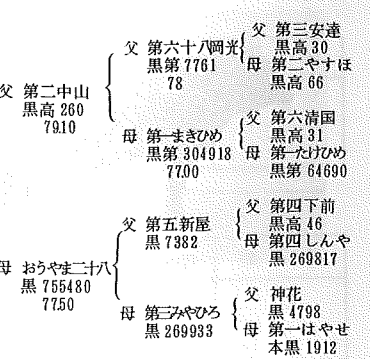 父 第二中山
黒高 260
79.10
父 第六十八岡光
黒第 7761
78
父 第三安達
黒高 30
母 第二やすほ
黒高 66
母 第一まきひめ
黒第 304918
77.00
父 第六清国
黒高 31
母 第一たけひめ
黒第 64690
母 おうやま二十八
黒 755480
77.50
父 第五新屋
黒 7382
父 第四下前
黒高 46
母 第四しんや
黒 269817
母 第三みやひろ
黒 269933
父 神花
黒 4798
母 第一はやせ
本黒 1912